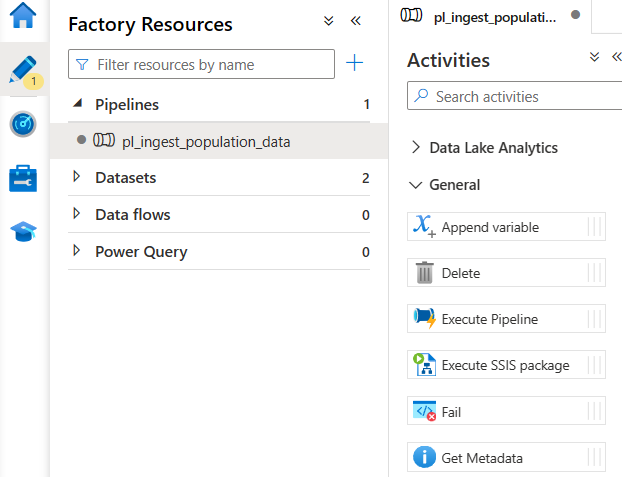 Factory Resources
Filter resources by name
1
Pipelines 1
pl_ingest_population_data
Datasets 2
Data flows 0
Power Query 0
pl_ingest_populati...
Activities
Search activities
Data Lake Analytics
General
Append variable
Delete
Execute Pipeline
Execute SSIS package
Fail
Get Metadata